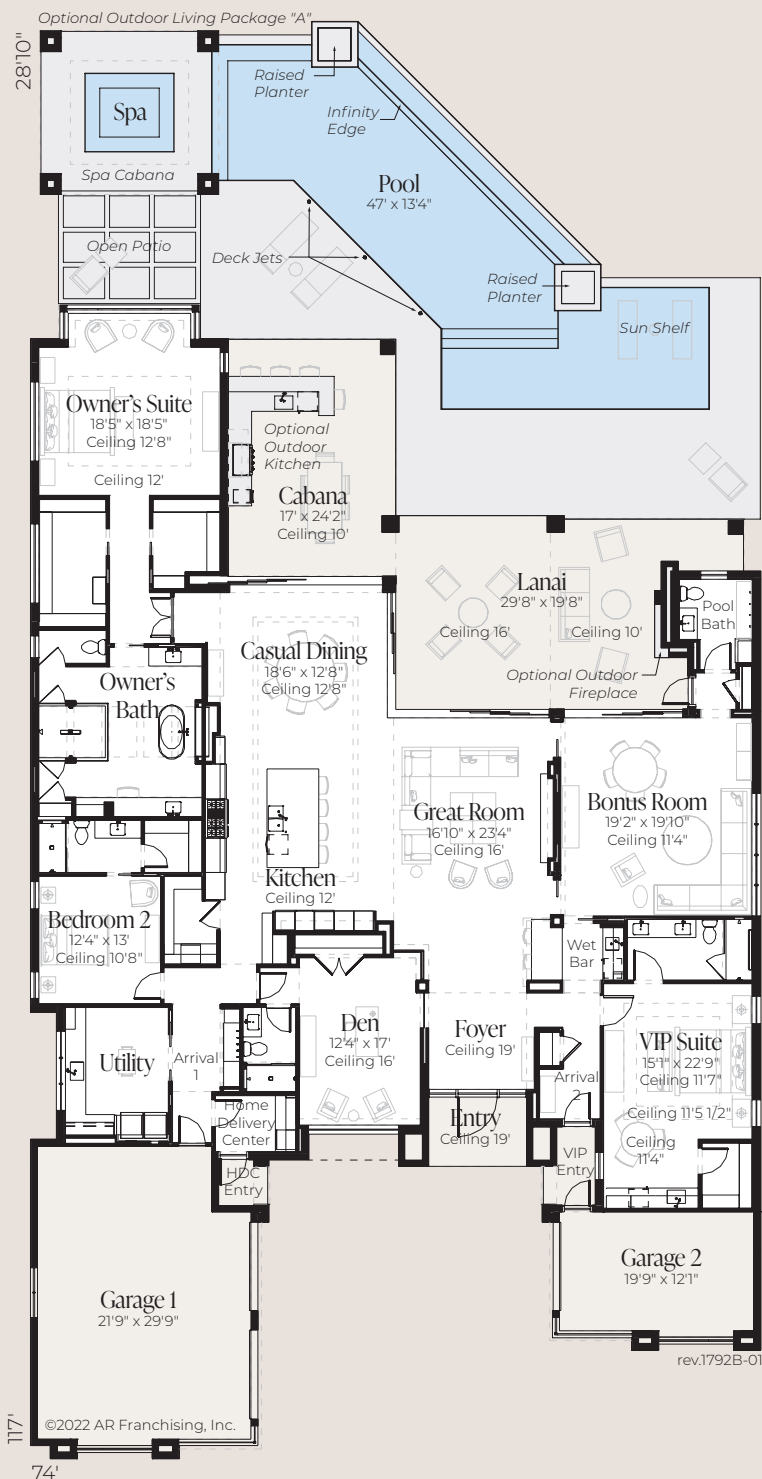 Optional Outdoor Living Package "A"
28'10"
Raised
Planter
Spa
Infinity
Edge
Spa Cabana
Pool
47' x 13'4"
Open Patio
Deck Jets
Raised
Planter
Sun Shelf
Owner's Suite
18'5" x 18'5"
Ceiling 12'8"
Ceiling 12'
Optional
Outdoor
Kitchen
Cabana
17' x 24'2"
Ceiling 10'
Lanai
29'8" x 19'8"
Ceiling 16'
Ceiling 10'
Pool
Bath
Optional Outdoor
Fireplace
Casual Dining
18'6" x 12'8"
Ceiling 12'8"
Owner's
Bath
Great Room
16'10" x 23'4"
Ceiling 16'
Bonus Room
19'2" x 19'10"
Ceiling 11'4"
Kitchen
Ceiling 12'
Bedroom 2
12'4" x 13'
Ceiling 10'8"
Wet
Bar
Den
12'4" x 17'
Ceiling 16'
Foyer
Ceiling 19'
VIP Suite
15'1" x 22'9"
Ceiling 11'7"
Ceiling 11'5 1/2"
Ceiling
11'4"
Utility
Arrival
1
Arrival
2
Home
Delivery
Center
Entry
Ceiling 19'
VIP
Entry
HDC
Entry
Garage 1
21'9" x 29'9"
Garage 2
19'9" x 12'1"
rev.1792B-01
©2022 AR Franchising, Inc.
117'
74'